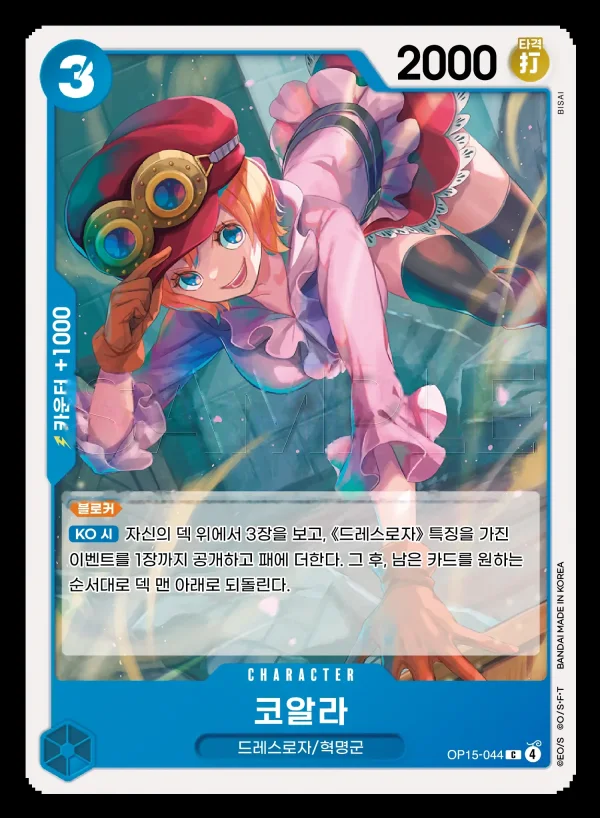 3
2000
타격
打
BISAI
⚡카운터 +1000
SAMPLE
블로커
KO 시 자신의 덱 위에서 3장을 보고, 《드레스로자》 특징을 가진
이벤트를 1장까지 공개하고 패에 더한다. 그 후, 남은 카드를 원하는
순서대로 덱 맨 아래로 되돌린다.
CHARACTER
코알라
드레스로자/혁명군
OP15-044 C 4
©EO/S ©O/S·F·T BANDAI MADE IN KOREA